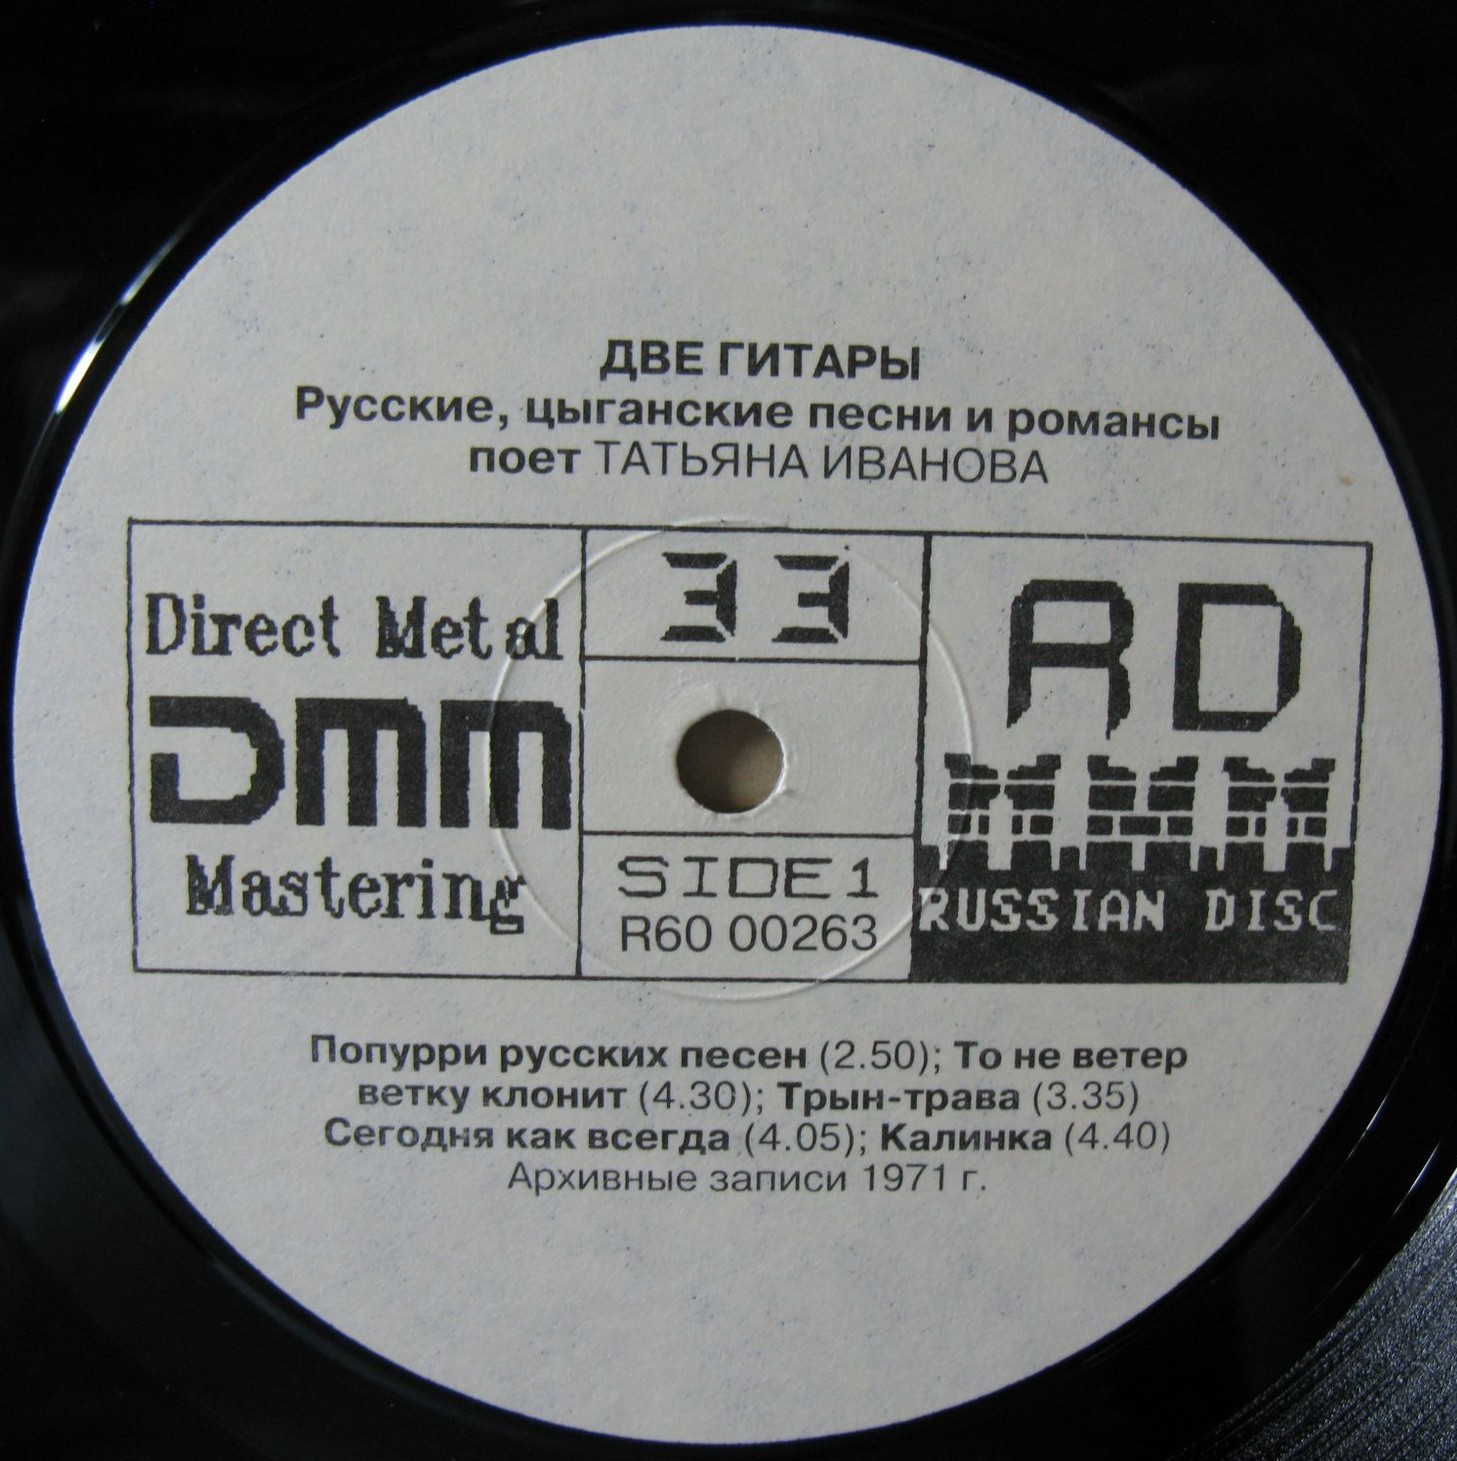 ДВЕ ГИТАРЫ
Русские, цыганские песни и романсы
поет ТАТЬЯНА ИВАНОВА
Direct Metal
DMM
Mastering
33
SIDE 1
R60 00263
RD
RUSSIAN DISC
Попурри русских песен (2.50); То не ветер
ветку клонит (4.30); Трын-трава (3.35)
Сегодня как всегда (4.05); Калинка (4.40)
Архивные записи 1971 г.